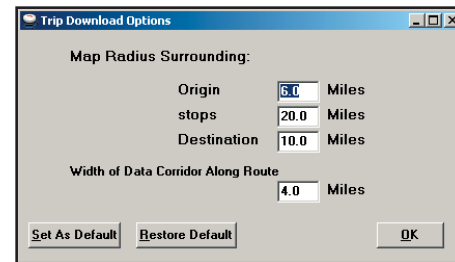 Trip Download Options
Map Radius Surrounding:
Origin 6.0 Miles
stops 20.0 Miles
Destination 10.0 Miles
Width of Data Corridor Along Route
4.0 Miles
Set As Default Restore Default OK